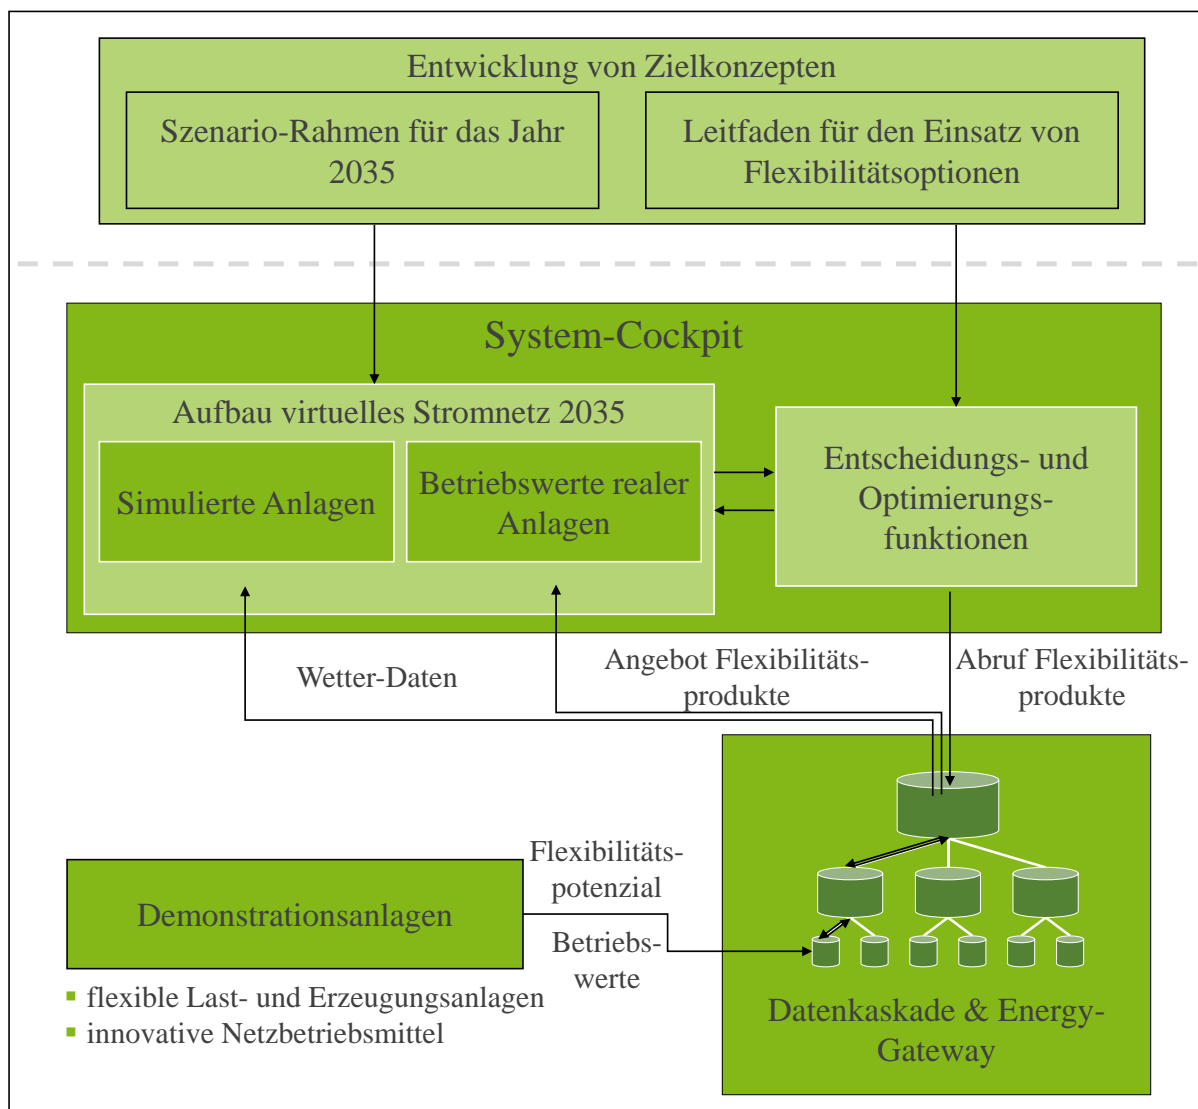 Entwicklung von Zielkonzepten
Szenario-Rahmen für das Jahr
2035
Leitfaden für den Einsatz von
Flexibilitätsoptionen
System-Cockpit
Aufbau virtuelles Stromnetz 2035
Simulierte Anlagen
Betriebswerte realer
Anlagen
Entscheidungs- und
Optimierungs-
funktionen
Wetter-Daten
Angebot Flexibilitäts-
produkte
Abruf Flexibilitäts-
produkte
Flexibilitäts-
potenzial
Betriebs-
werte
Demonstrationsanlagen
flexible Last- und Erzeugungsanlagen
innovative Netzbetriebsmittel
Datenkaskade & Energy-
Gateway